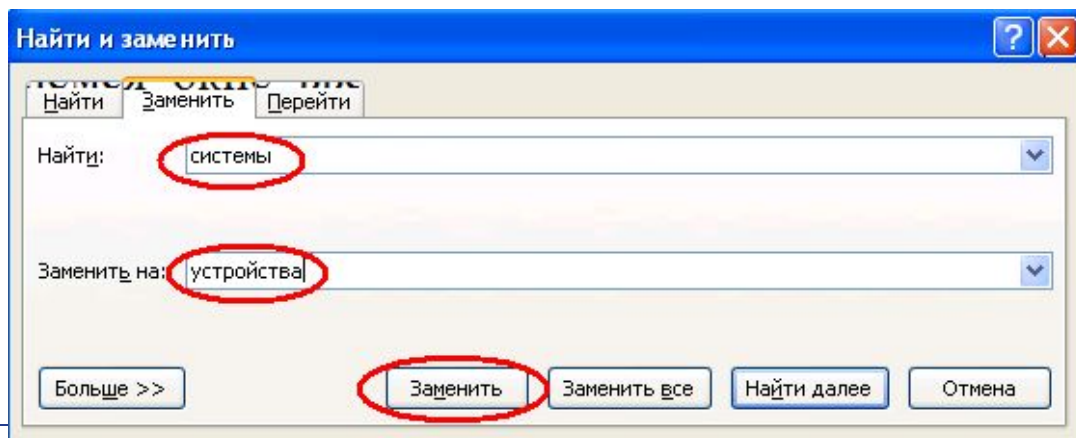 Найти и заменить
Найти Заменить Перейти
Найти: системы
Заменить на: устройства
Больше >> Заменить Заменить все Найти далее Отмена